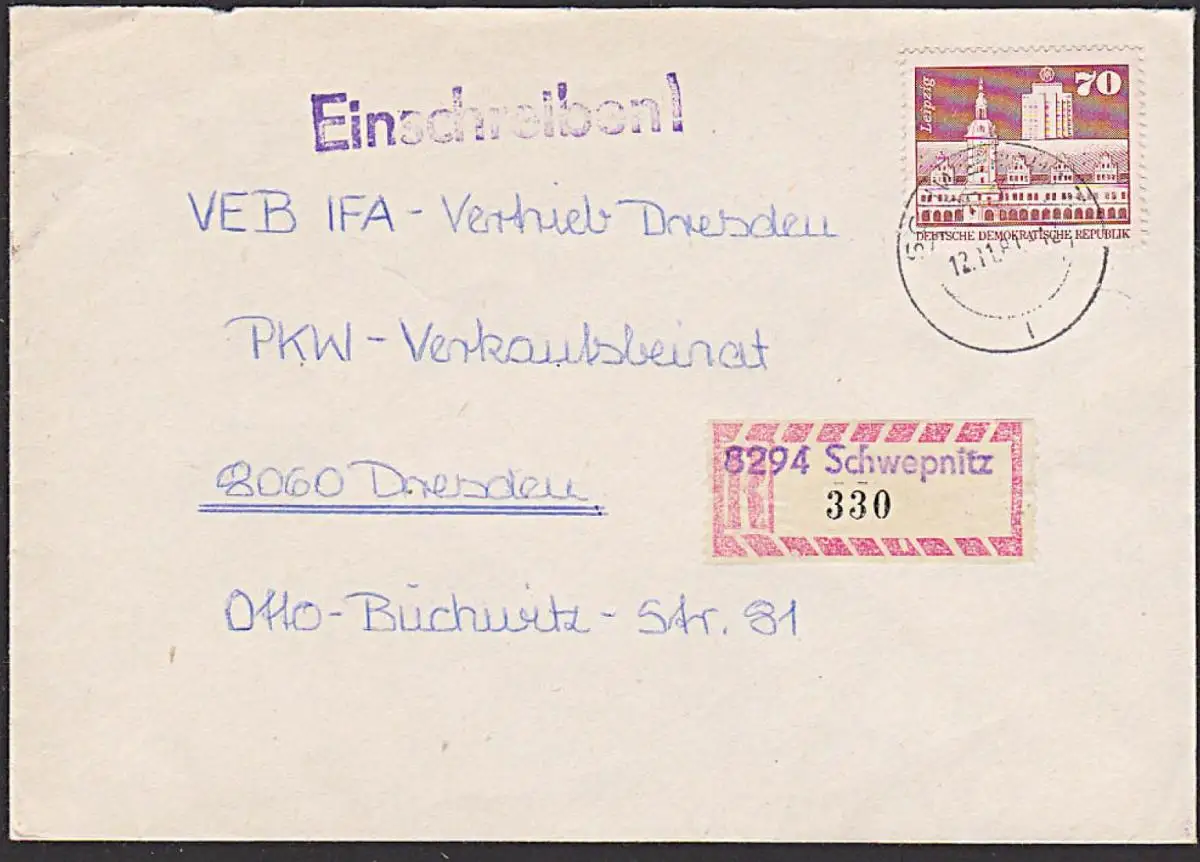 Einschreiben!
Leipzig
70
DEUTSCHE DEMOKRATISCHE REPUBLIK
VEB IFA - Vertrieb Dresden
PKW - Verkaufsbeirat
8294 Schwepnitz
R
330
8060 Dresden
Otto-Buchwitz - Str. 81